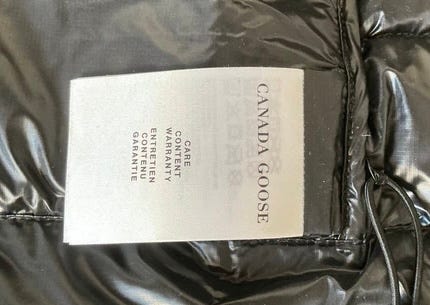 CANADA GOOSE
CARE
CONTENT
WARRANTY
ENTRETIEN
CONTENU
GARANTIE